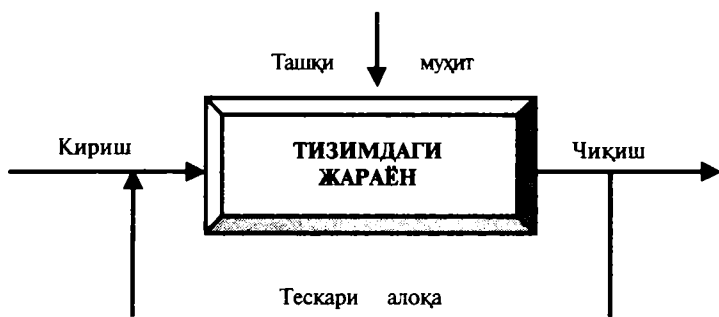 Ташқи муҳит
Кириш
ТИЗИМДАГИ
ЖАРАЁН
Чиқиш
Тескари алоқа